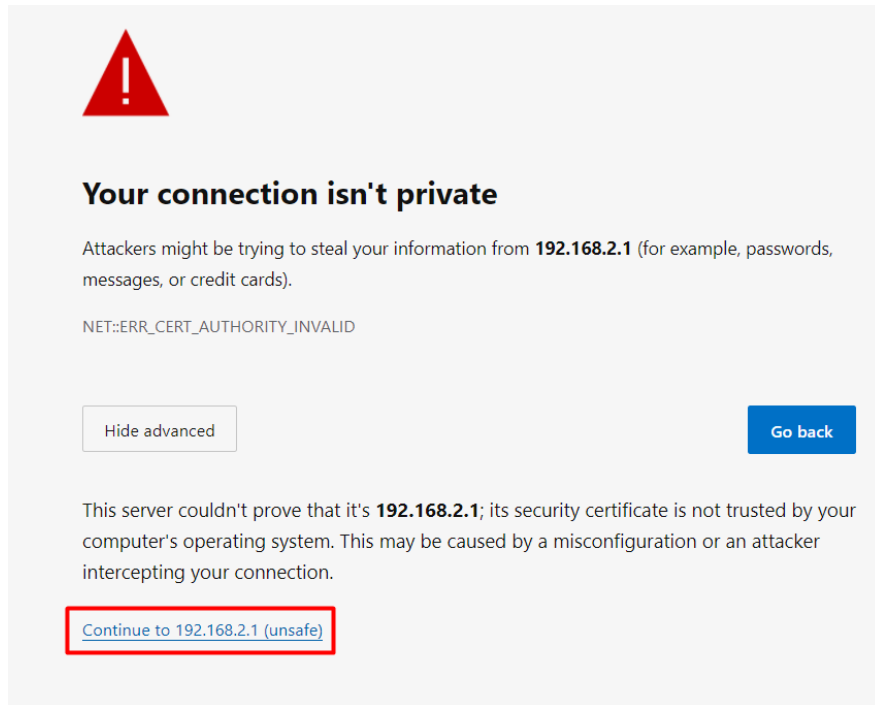 Your connection isn't private
Attackers might be trying to steal your information from 192.168.2.1 (for example, passwords,
messages, or credit cards).
NET::ERR_CERT_AUTHORITY_INVALID
Hide advanced
Go back
This server couldn't prove that it's 192.168.2.1; its security certificate is not trusted by your
computer's operating system. This may be caused by a misconfiguration or an attacker
intercepting your connection.
Continue to 192.168.2.1 (unsafe)